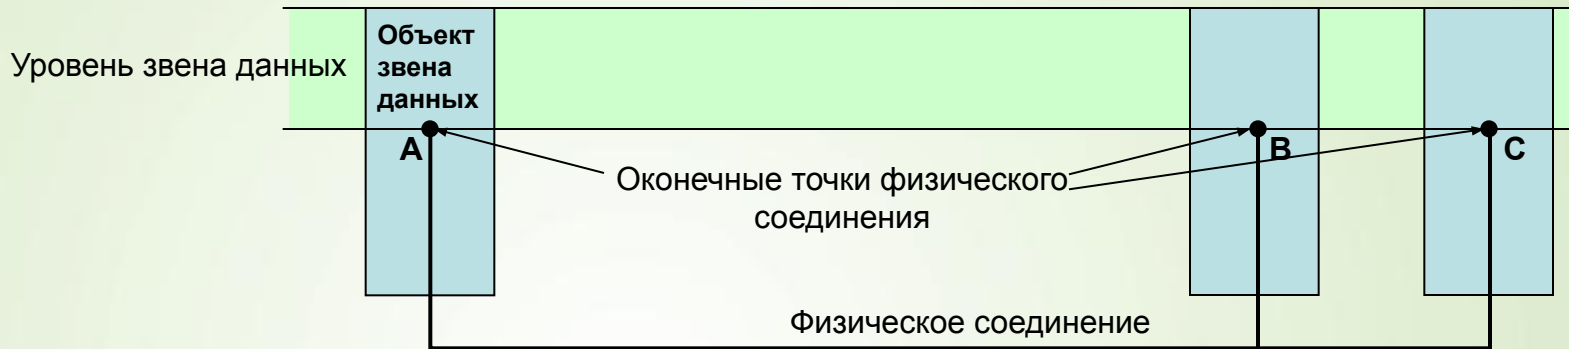 Уровень звена данных
Объект
звена
данных
A
B
C
Оконечные точки физического
соединения
Физическое соединение